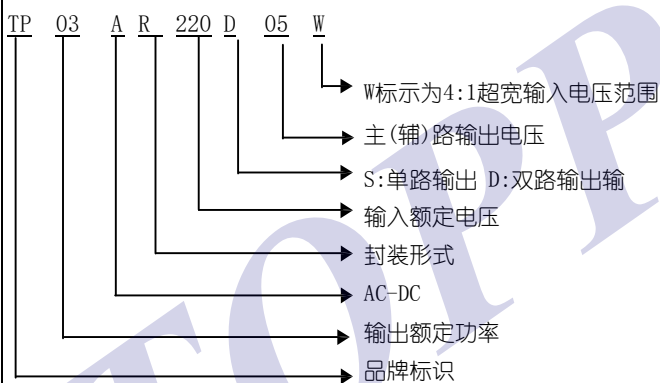 TP 03 A R 220 D 05 W
W标示为4:1超宽输入电压范围
主(辅)路输出电压
S:单路输出 D:双路输出输
输入额定电压
封装形式
AC-DC
输出额定功率
品牌标识
TOPP